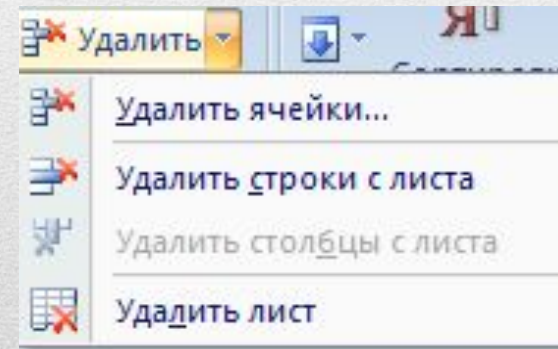 Удалить
Удалить ячейки...
Удалить строки с листа
Удалить столбцы с листа
Удалить лист